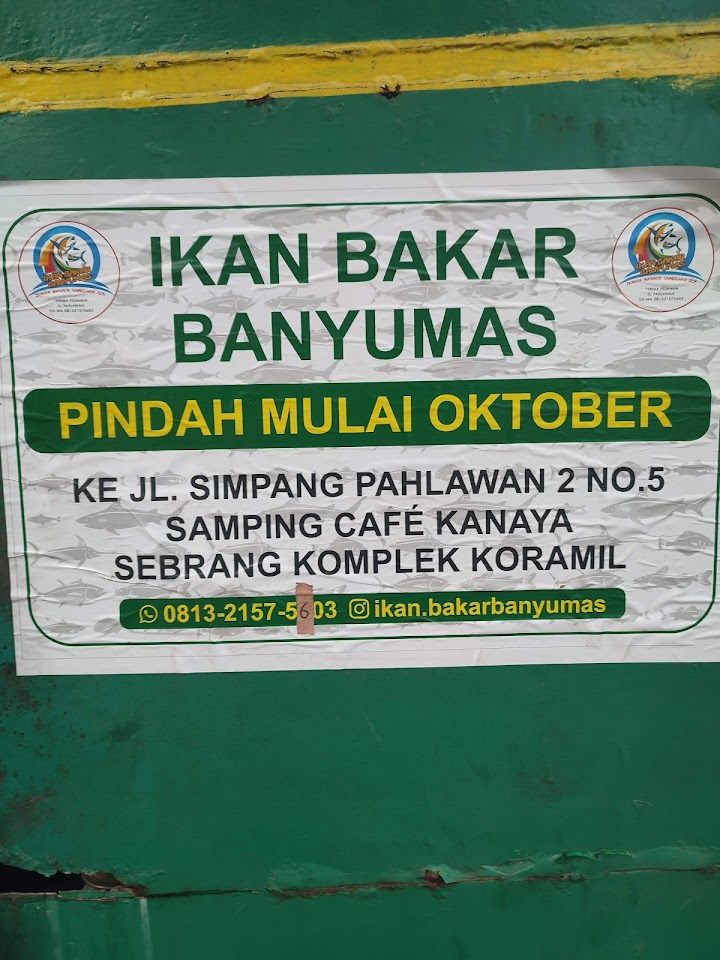 IKAN BAKAR
BANYUMAS
PINDAH MULAI OKTOBER
KE JL. SIMPANG PAHLAWAN 2 NO.5
SAMPING CAFÉ KANAYA
SEBRANG KOMPLEK KORAMIL
0813-2157-5603 ikan.bakarbanyumas